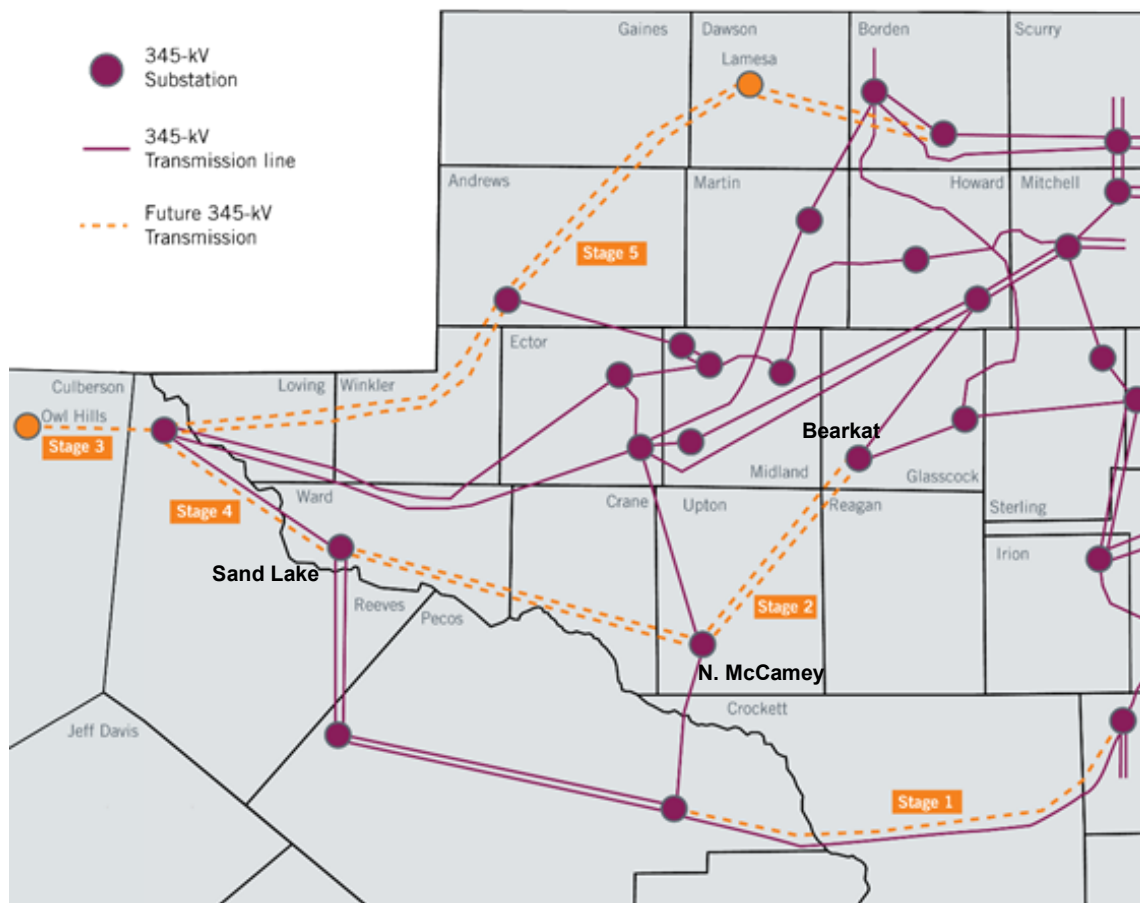 345-kV
Substation
345-kV
Transmission line
Future 345-kV
Transmission
Gaines
Dawson
Borden
Scurry
Lamesa
Andrews
Martin
Howard
Mitchell
Stage 5
Ector
Culberson
Loving
Winkler
Owl Hills
Stage 3
Bearkat
Midland
Glasscock
Stage 4
Ward
Crane
Upton
Reagan
Sterling
Irion
Sand Lake
Reeves
Pecos
Stage 2
N. McCamey
Crockett
Jeff Davis
Stage 1